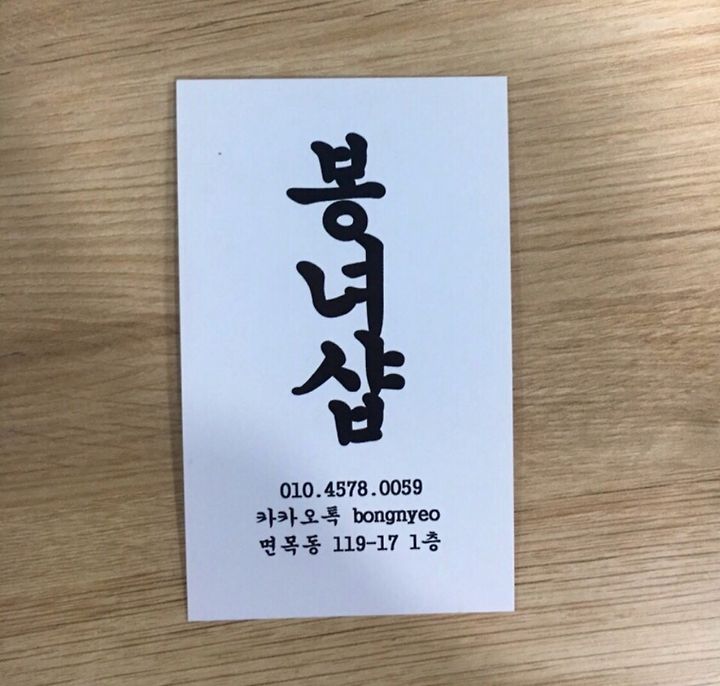 봉녀샵
010.4578.0059
카카오톡 bongnyeo
면목동 119-17 1층